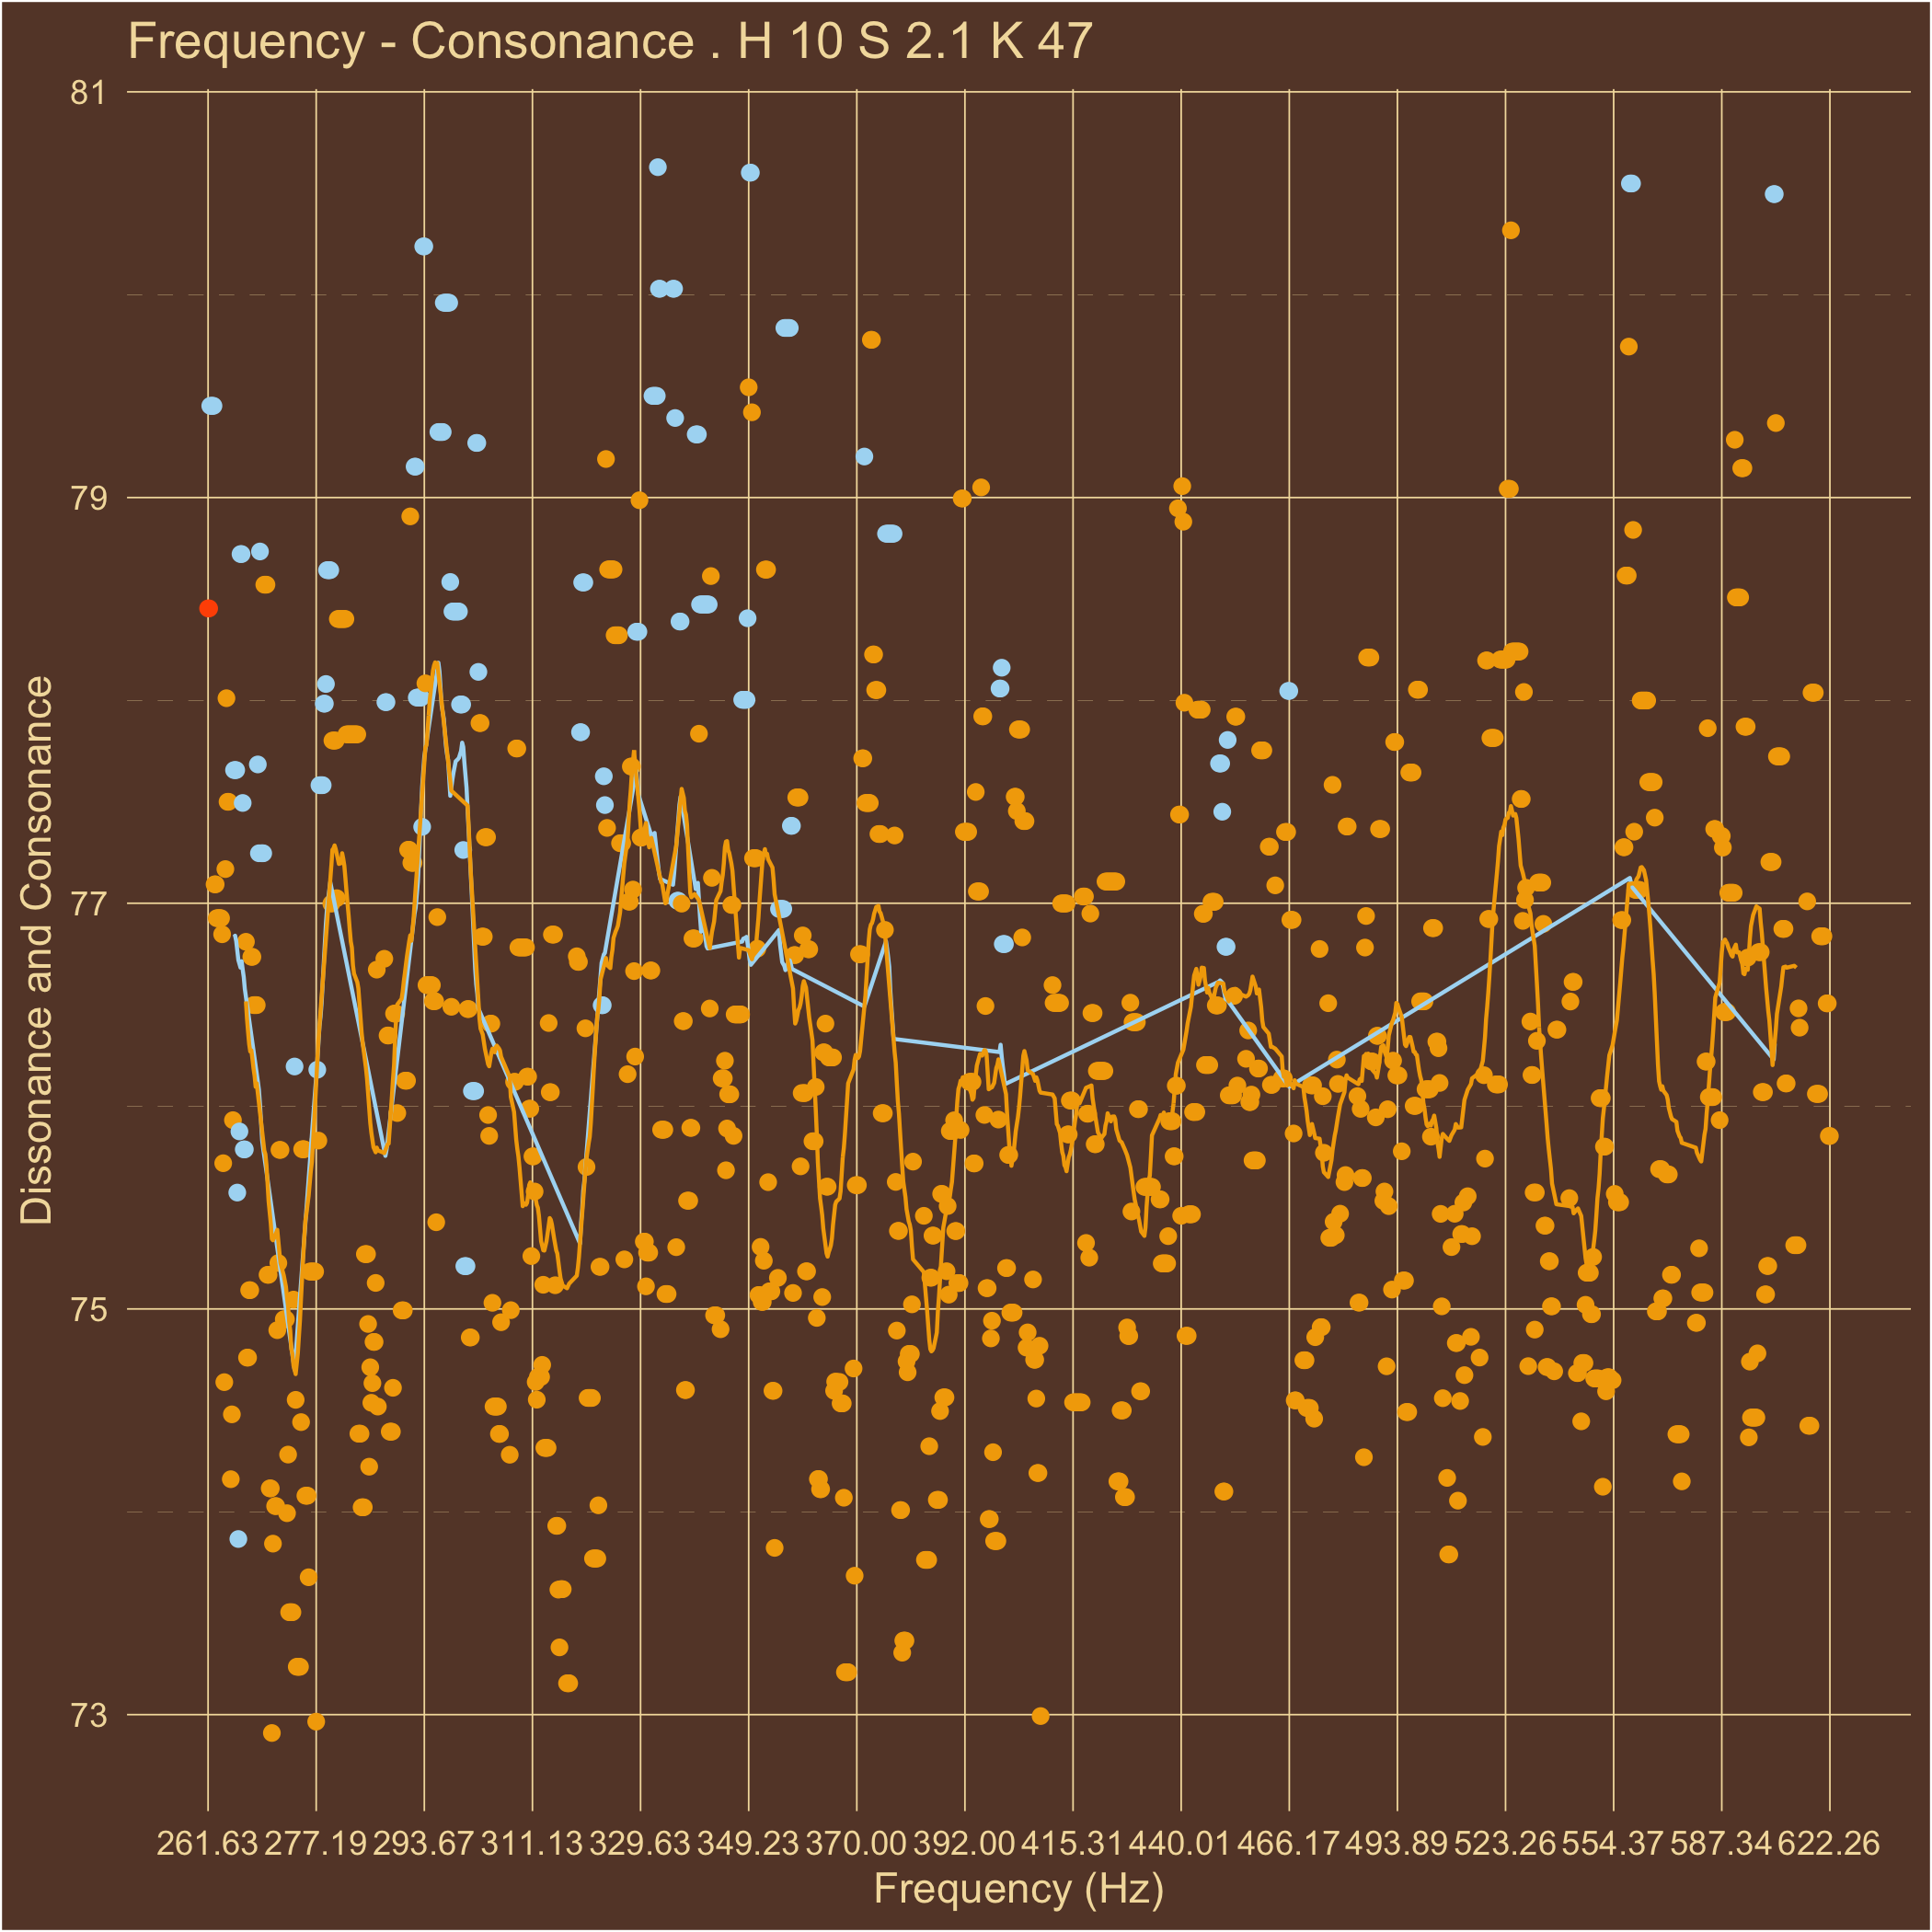 Frequency - Consonance . H 10 S 2.1 K 47
81
79
77
75
73
Dissonance and Consonance
261.63 277.19 293.67 311.13 329.63 349.23 370.00 392.00 415.31 440.01 466.17 493.89 523.26 554.37 587.34 622.26
Frequency (Hz)